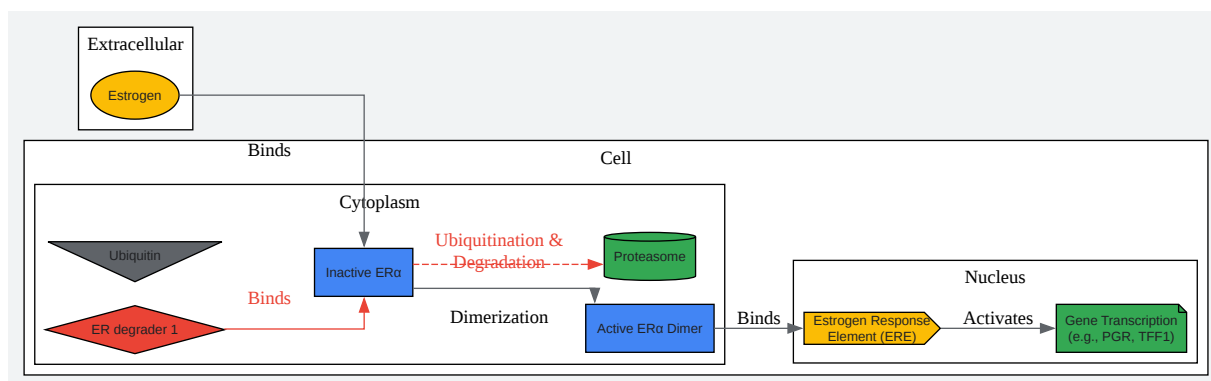 Extracellular
Estrogen
Binds
Cell
Cytoplasm
Ubiquitin
Inactive ERα
Ubiquitination &
Degradation
Proteasome
Nucleus
Binds
ER degrader 1
Dimerization
Active ERα Dimer
Binds
Estrogen Response
Element (ERE)
Activates
Gene Transcription
(e.g., PGR, TFF1)